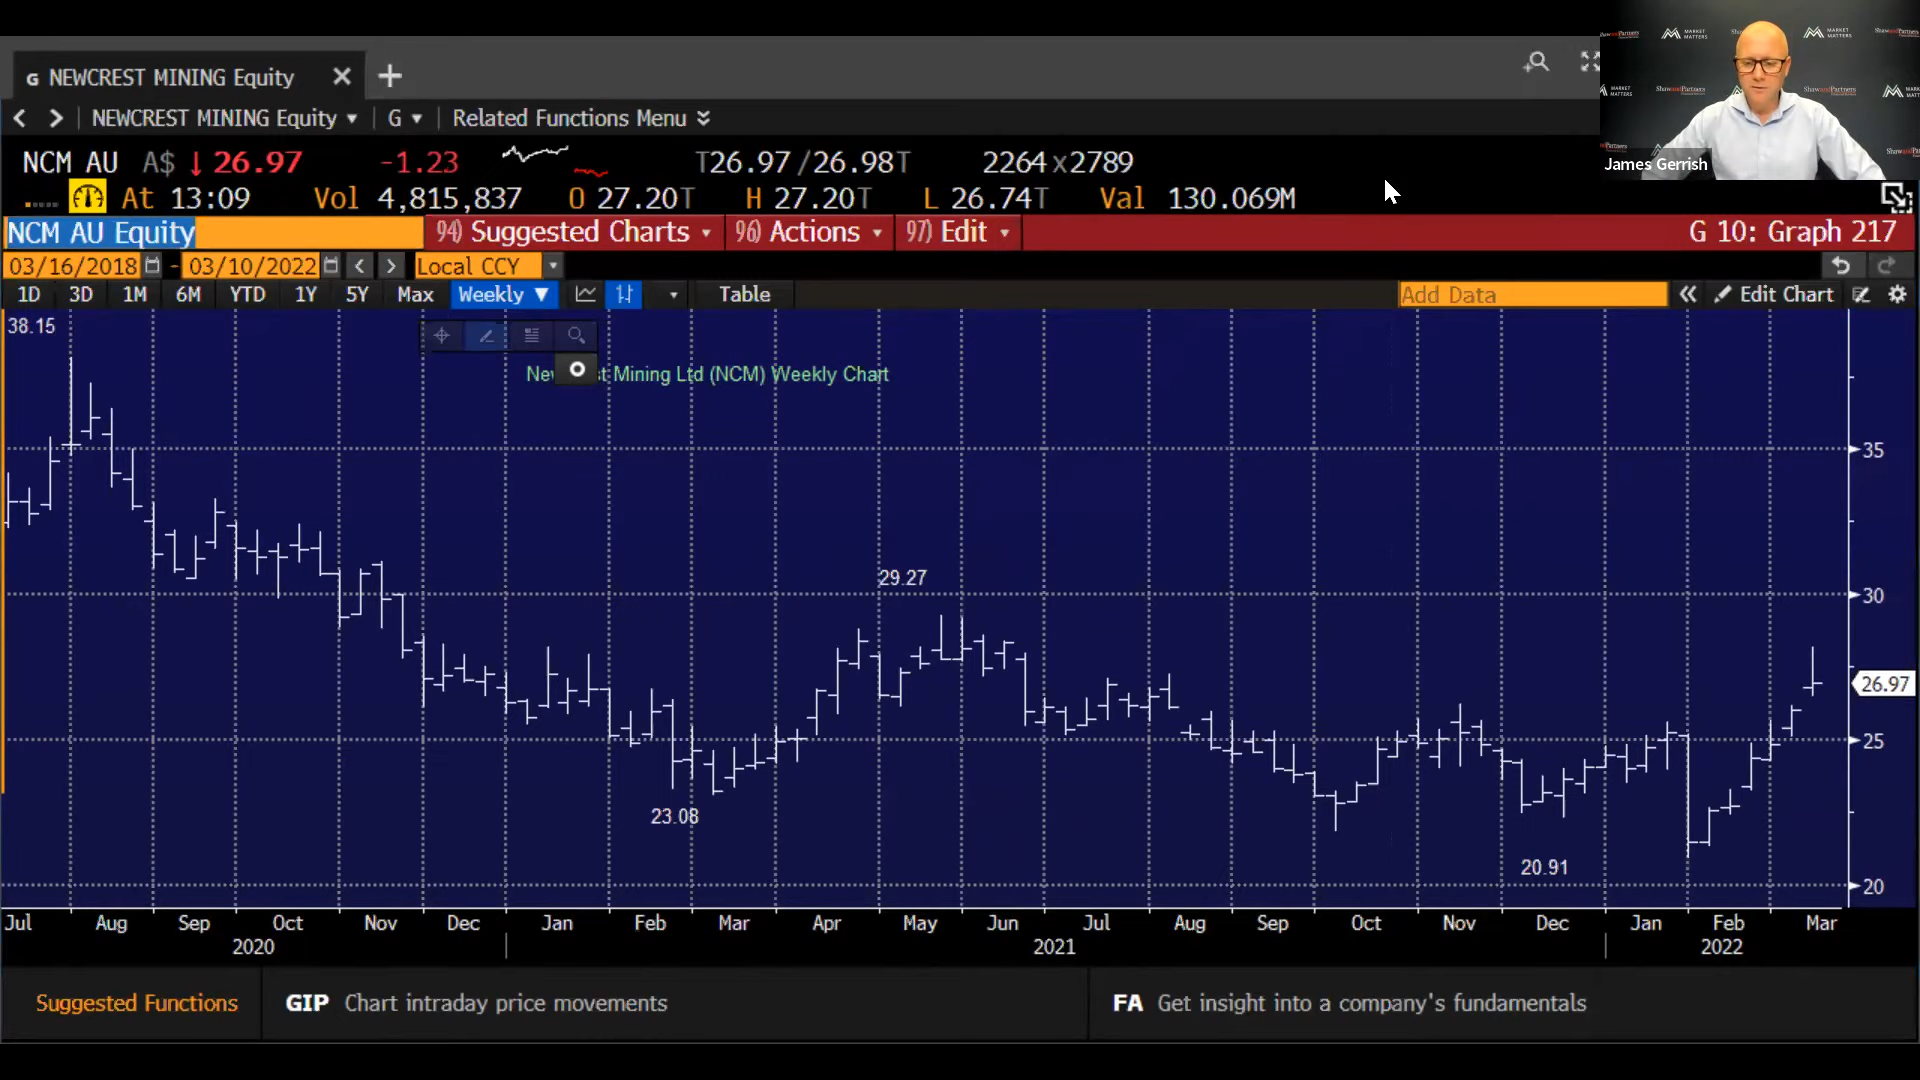 G NEWCREST MINING Equity
NEWCREST MINING Equity G Related Functions Menu
NCM AU A$ ↓ 26.97 -1.23 T26.97/26.98T 2264x2789
At 13:09 Vol 4,815,837 O 27.20T H 27.20T L 26.74T Val 130.069M
NCM AU Equity 94) Suggested Charts 96) Actions 97) Edit G 10: Graph 217
03/16/2018 - 03/10/2022 Local CCY
1D 3D 1M 6M YTD 1Y 5Y Max Weekly ▼ Table Add Data « Edit Chart
38.15
Mining Ltd (NCM) Weekly Chart
35
29.27
30
26.97
25
23.08
20.91
20
Jul Aug Sep Oct Nov Dec Jan Feb Mar Apr May Jun Jul Aug Sep Oct Nov Dec Jan Feb Mar
2020 2021 2022
Suggested Functions GIP Chart intraday price movements FA Get insight into a company's fundamentals
James Gerrish
MARKET MATTERS
ShawandPartners